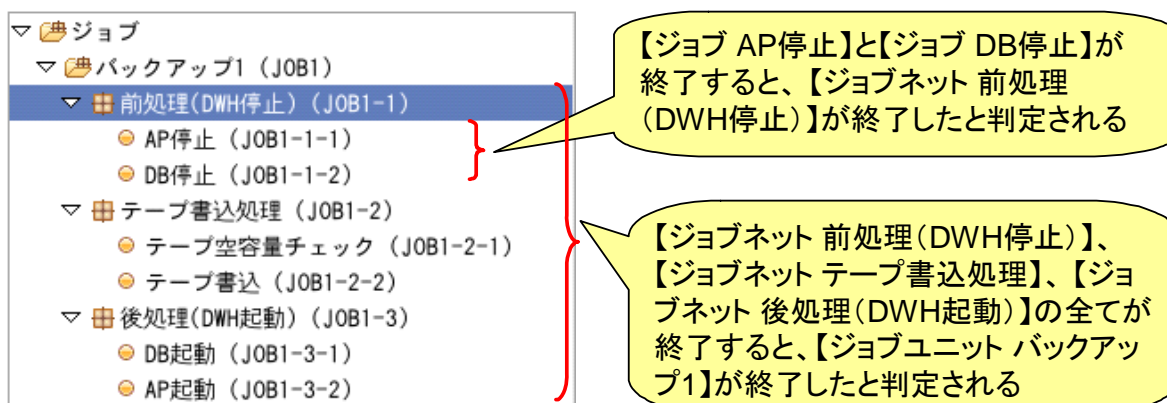 ジョブ
バックアップ1 (JOB1)
前処理(DWH停止) (JOB1-1)
AP停止 (JOB1-1-1)
DB停止 (JOB1-1-2)
テープ書込処理 (JOB1-2)
テープ空容量チェック (JOB1-2-1)
テープ書込 (JOB1-2-2)
後処理(DWH起動) (JOB1-3)
DB起動 (JOB1-3-1)
AP起動 (JOB1-3-2)
【ジョブ AP停止】と【ジョブ DB停止】が
終了すると、【ジョブネット 前処理
(DWH停止)】が終了したと判定される
【ジョブネット 前処理(DWH停止)】、
【ジョブネット テープ書込処理】、【ジョ
ブネット 後処理(DWH起動)】の全てが
終了すると、【ジョブユニット バックアッ
プ1】が終了したと判定される